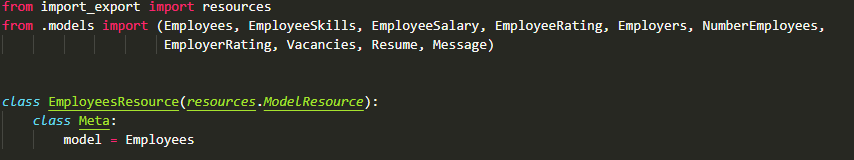 from import_export import resources
from .models import (Employees, EmployeeSkills, EmployeeSalary, EmployeeRating, Employers, NumberEmployees,
EmployerRating, Vacancies, Resume, Message)
class EmployeesResource(resources.ModelResource):
class Meta:
model = Employees